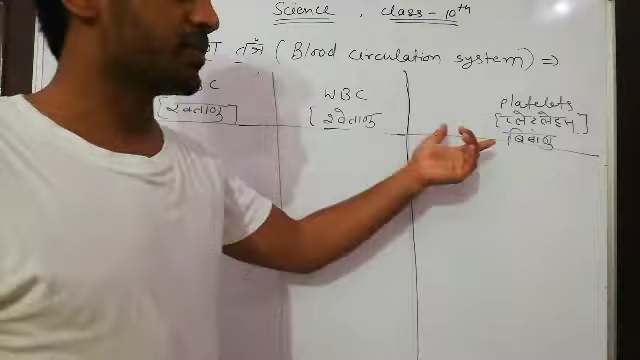 Science , class - 10th
तंत्र ( Blood circulation system) =>
C
WBC
platelets
[रक्ताणु]
[श्वेताणु
[प्लेटलेट्स]
बिंबाणु